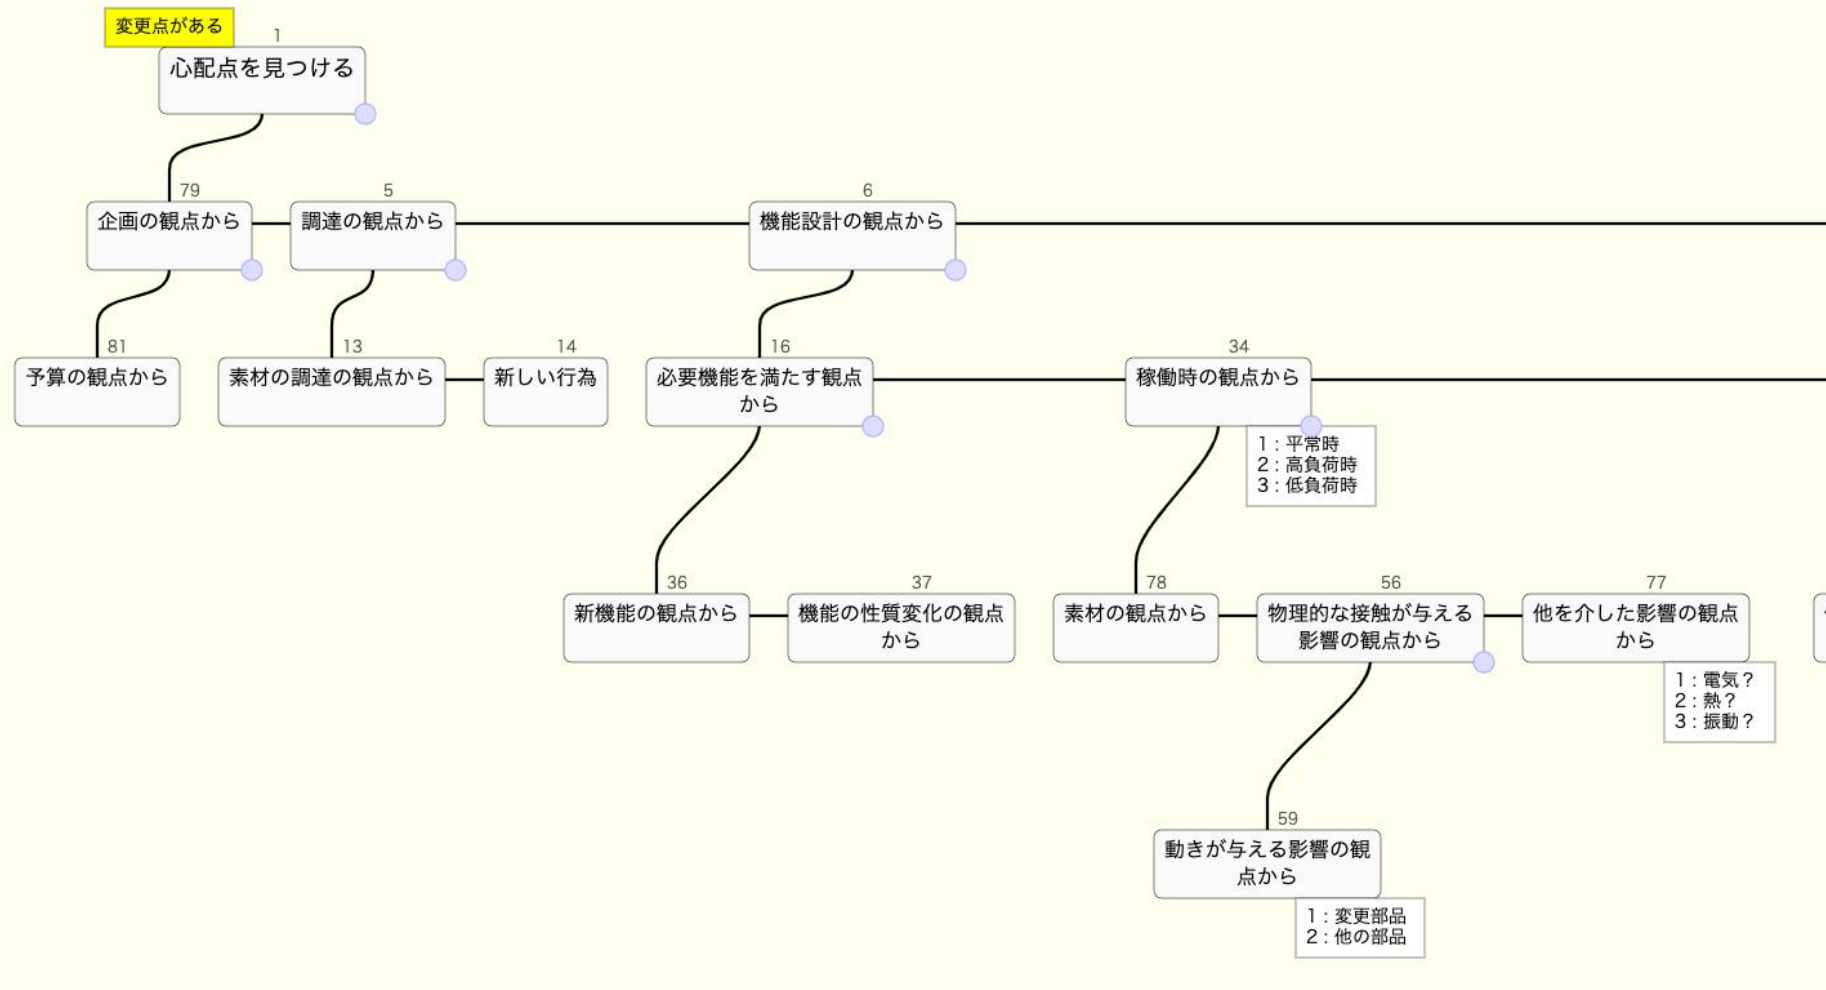 変更点がある
1
心配点を見つける
79
企画の観点から
5
調達の観点から
6
機能設計の観点から
81
予算の観点から
13
素材の調達の観点から
14
新しい行為
16
必要機能を満たす観点
から
34
稼働時の観点から
1 : 平常時
2 : 高負荷時
3 : 低負荷時
36
新機能の観点から
37
機能の性質変化の観点
から
78
素材の観点から
56
物理的な接触が与える
影響の観点から
77
他を介した影響の観点
から
1 : 電気？
2 : 熱？
3 : 振動？
59
動きが与える影響の観
点から
1 : 変更部品
2 : 他の部品